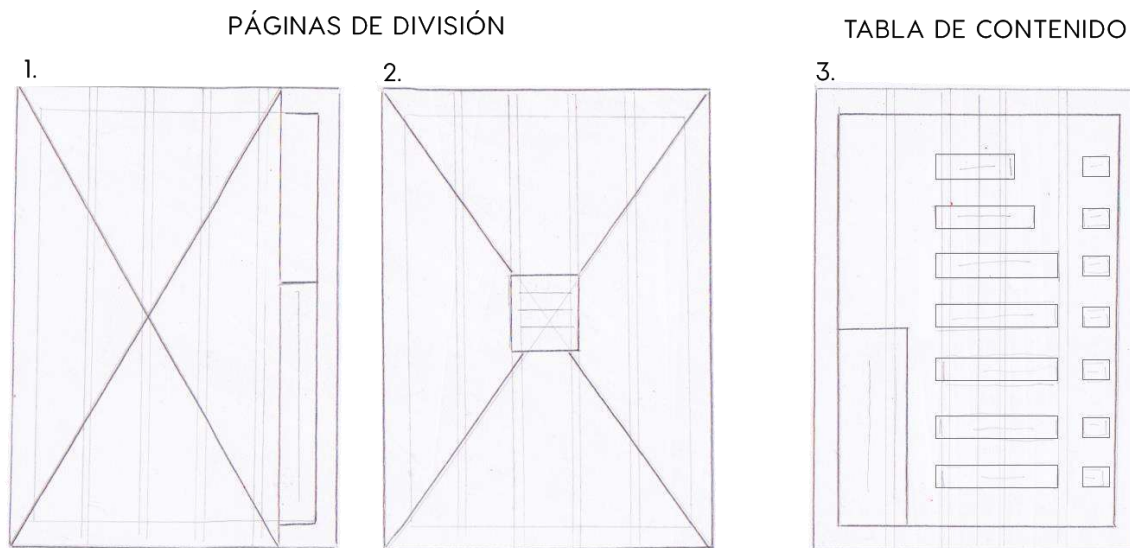 PÁGINAS DE DIVISIÓN
TABLA DE CONTENIDO
1.
2.
3.